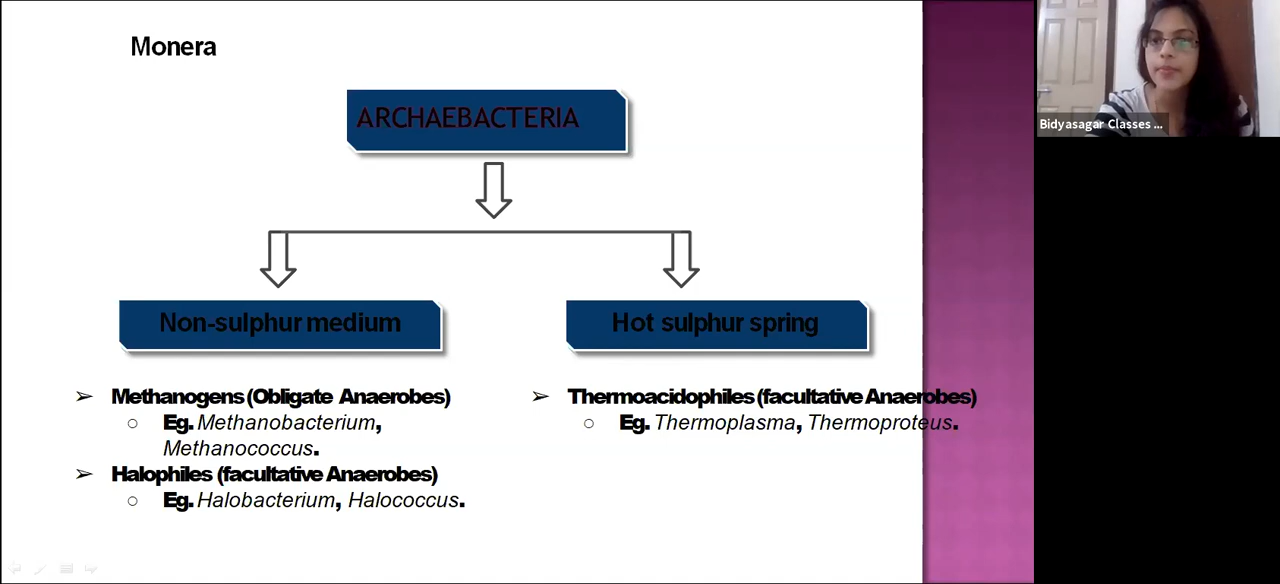 Monera
ARCHAEBACTERIA
Non-sulphur medium
Hot sulphur spring
➢ Methanogens (Obligate Anaerobes)
○ Eg. Methanobacterium,
Methanococcus.
➢ Halophiles (facultative Anaerobes)
○ Eg. Halobacterium, Halococcus.
➢ Thermoacidophiles (facultative Anaerobes)
○ Eg. Thermoplasma, Thermoproteus.
Bidyasagar Classes ...